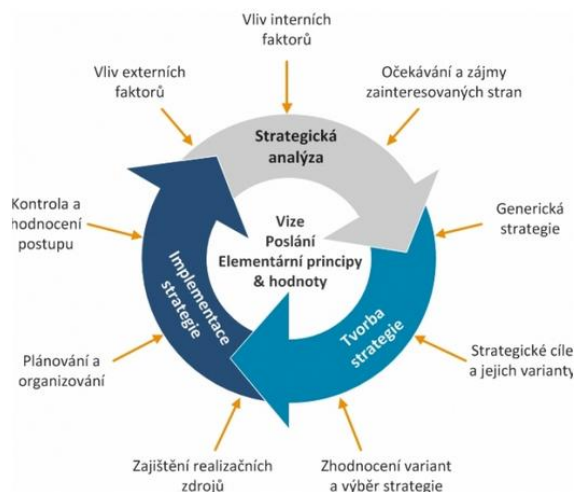 Vliv interních
faktorů
Vliv externích
faktorů
Očekávání a zájmy
zainteresovaných stran
Strategická
analýza
Kontrola a
hodnocení
postupu
Generická
strategie
Vize
Poslání
Elementární principy
& hodnoty
Implementace
strategie
Tvorba
strategie
Plánování a
organizování
Strategické cíle
a jejich varianty
Zajištění realizačních
zdrojů
Zhodnocení variant
a výběr strategie